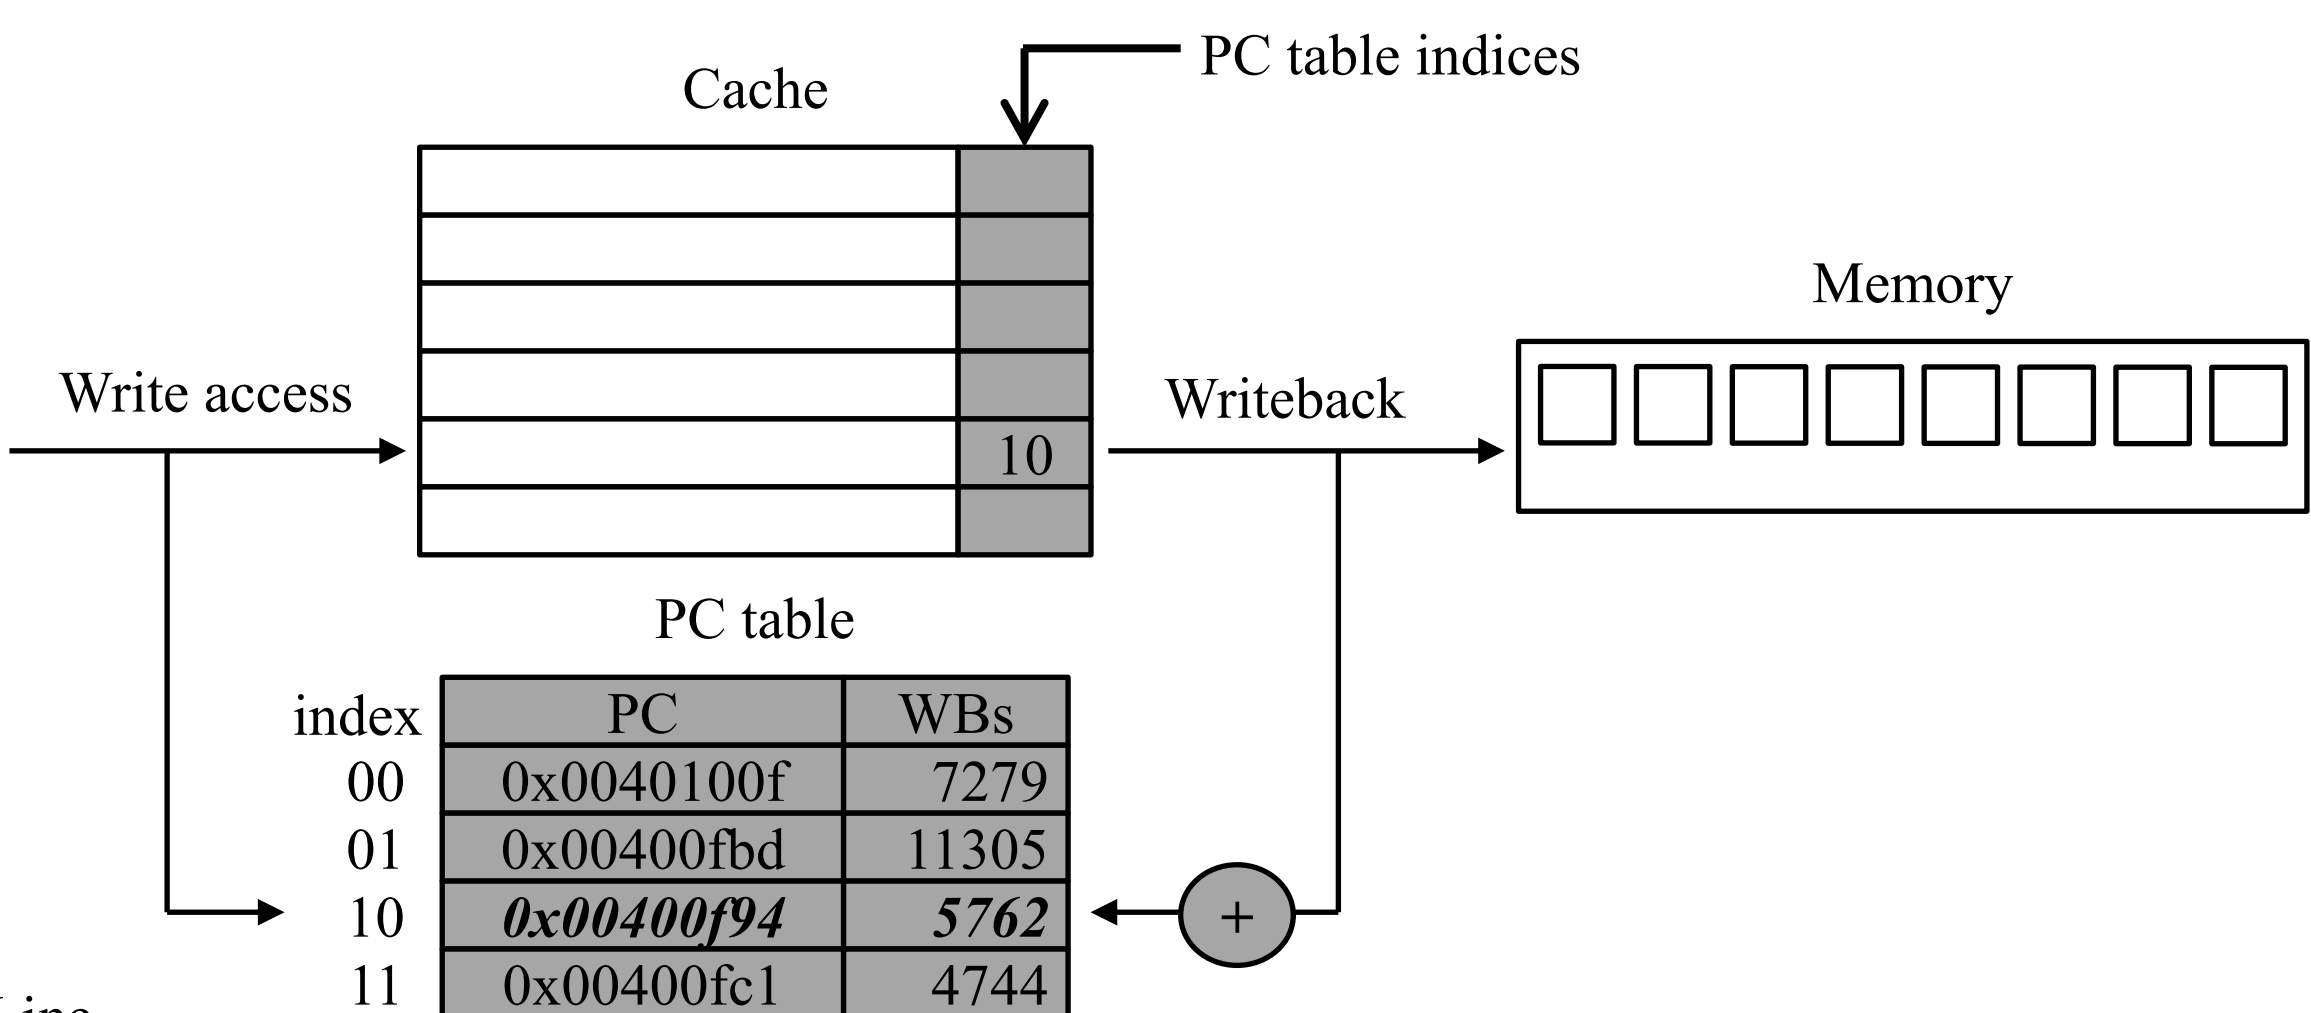 PC table indices
Cache
Memory
Write access
Writeback
10
PC table
index PC WBs
00 0x0040100f 7279
01 0x00400fbd 11305
10 0x00400f94 5762
+
11 0x00400fc1 4744